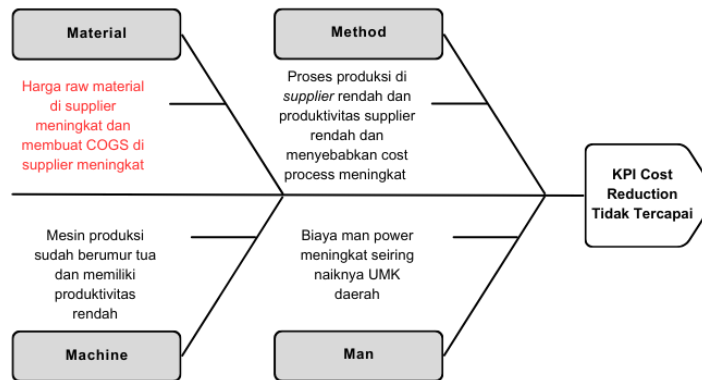 Material
Method
Harga raw material
di supplier
meningkat dan
membuat COGS di
supplier meningkat
Proses produksi di
supplier rendah dan
produktivitas supplier
rendah dan
menyebabkan cost
process meningkat
KPI Cost
Reduction
Tidak Tercapai
Mesin produksi
sudah berumur tua
dan memiliki
produktivitas
rendah
Biaya man power
meningkat seiring
naiknya UMK
daerah
Machine
Man